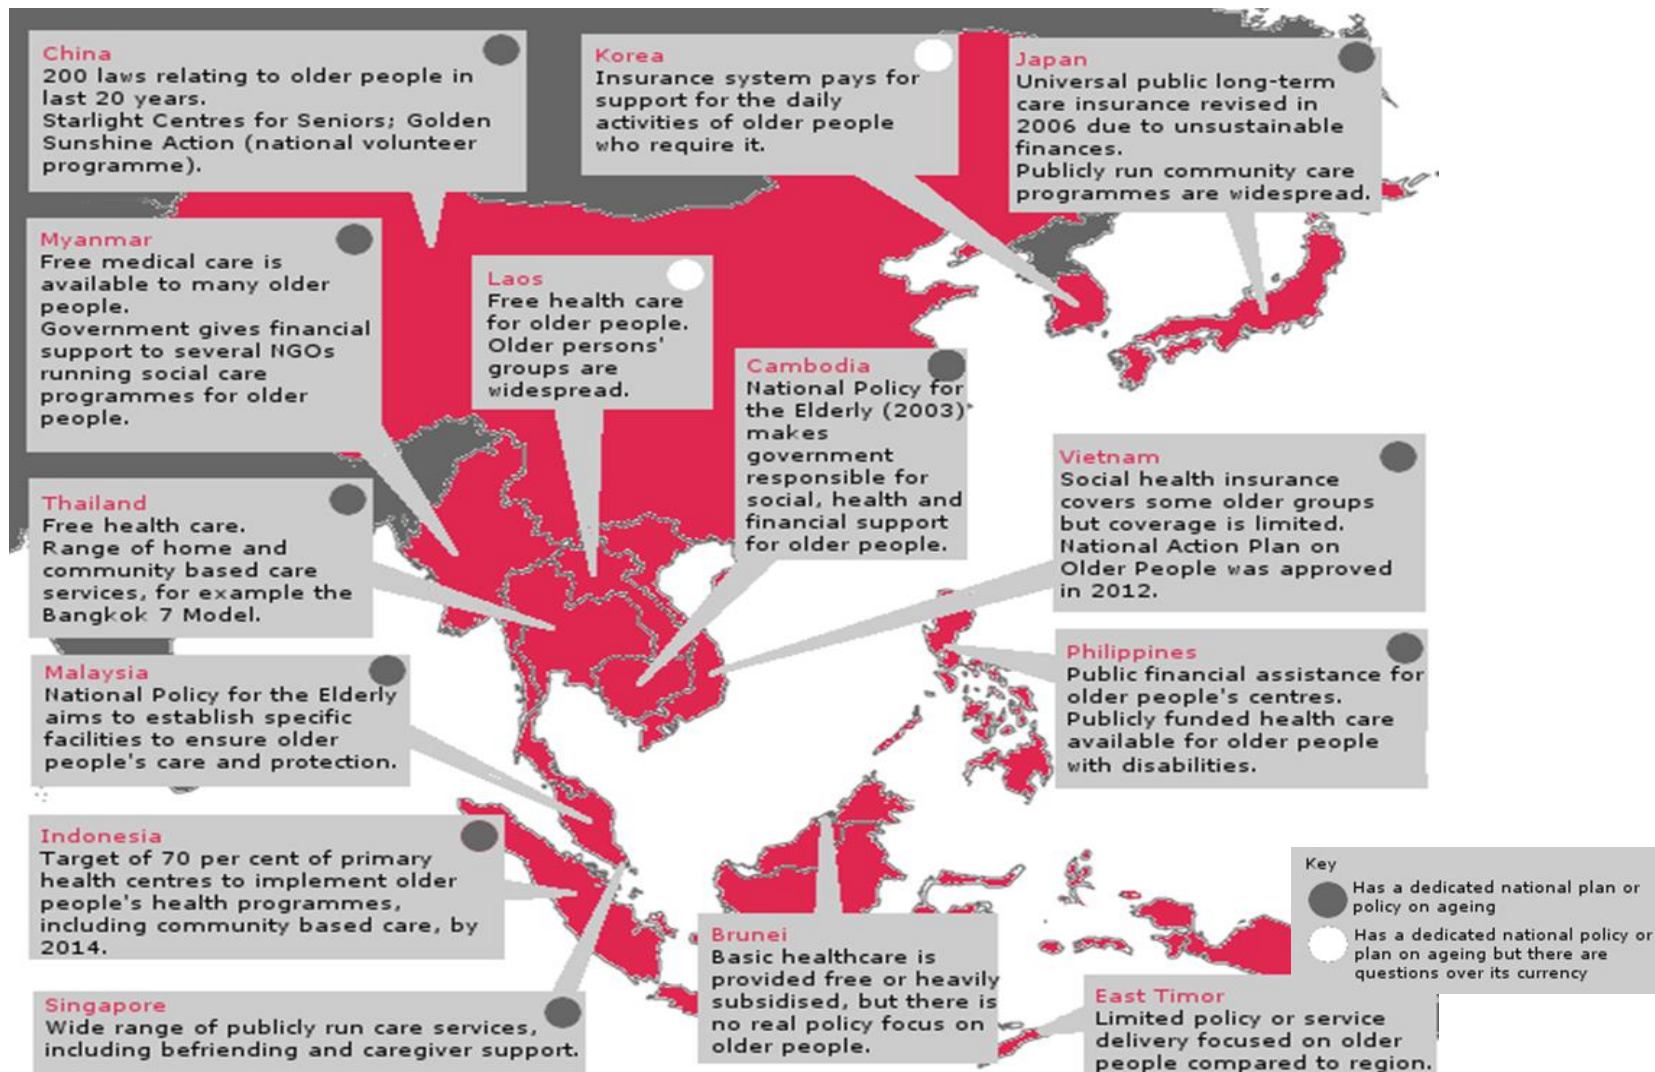 China
200 laws relating to older people in
last 20 years.
Starlight Centres for Seniors; Golden
Sunshine Action (national volunteer
programme).
Korea
Insurance system pays for
support for the daily
activities of older people
who require it.
Japan
Universal public long-term
care insurance revised in
2006 due to unsustainable
finances.
Publicly run community care
programmes are widespread.
Myanmar
Free medical care is
available to many older
people.
Government gives financial
support to several NGOs
running social care
programmes for older
people.
Laos
Free health care
for older people.
Older persons'
groups are
widespread.
Cambodia
National Policy for
the Elderly (2003)
makes
government
responsible for
social, health and
financial support
for older people.
Vietnam
Social health insurance
covers some older groups
but coverage is limited.
National Action Plan on
Older People was approved
in 2012.
Thailand
Free health care.
Range of home and
community based care
services, for example the
Bangkok 7 Model.
Philippines
Public financial assistance for
older people's centres.
Publicly funded health care
available for older people
with disabilities.
Malaysia
National Policy for the Elderly
aims to establish specific
facilities to ensure older
people's care and protection.
Indonesia
Target of 70 per cent of primary
health centres to implement older
people's health programmes,
including community based care, by
2014.
Key
Has a dedicated national plan or
policy on ageing
Has a dedicated national policy or
plan on ageing but there are
questions over its currency
Brunei
Basic healthcare is
provided free or heavily
subsidised, but there is
no real policy focus on
older people.
Singapore
Wide range of publicly run care services,
including befriending and caregiver support.
East Timor
Limited policy or service
delivery focused on older
people compared to region.